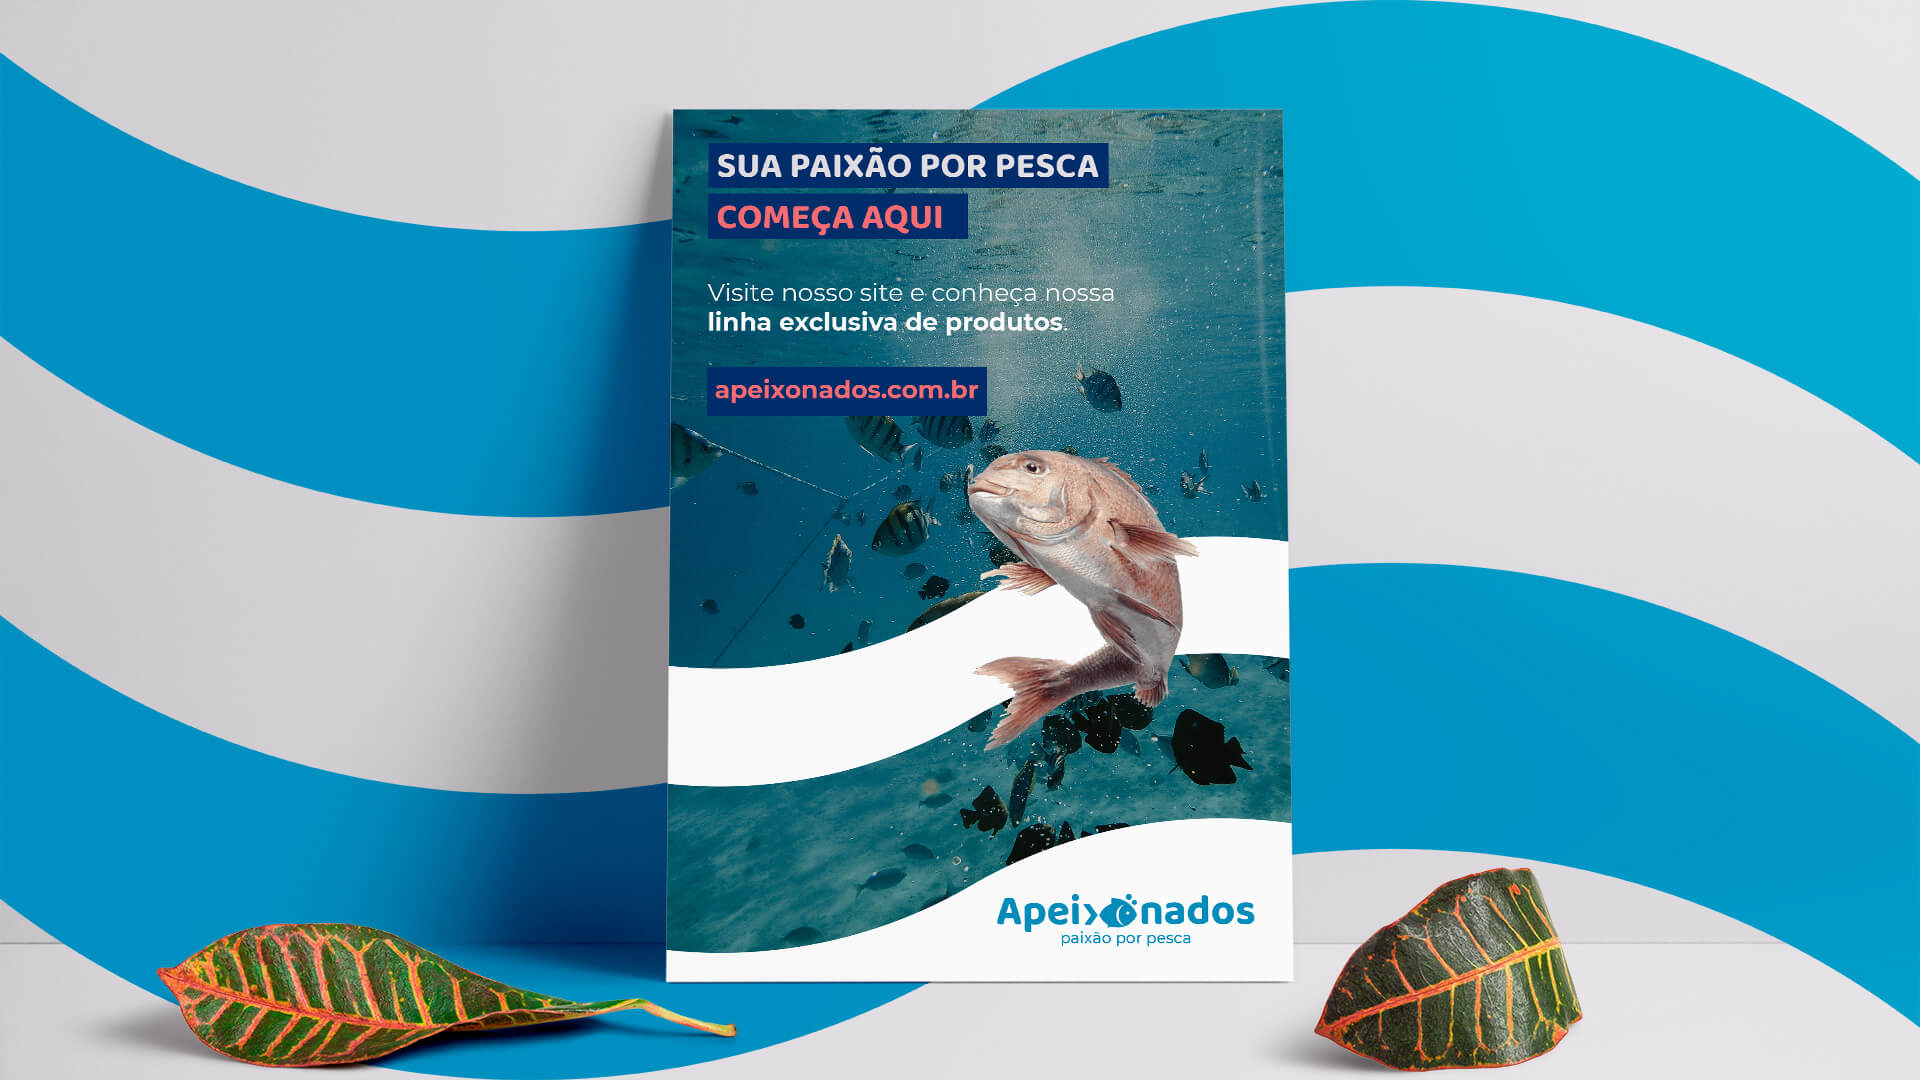 SUA PAIXÃO POR PESCA
COMEÇA AQUI
Visite nosso site e conheça nossa
linha exclusiva de produtos.
apeixonados.com.br
Apeixonados
paixão por pesca